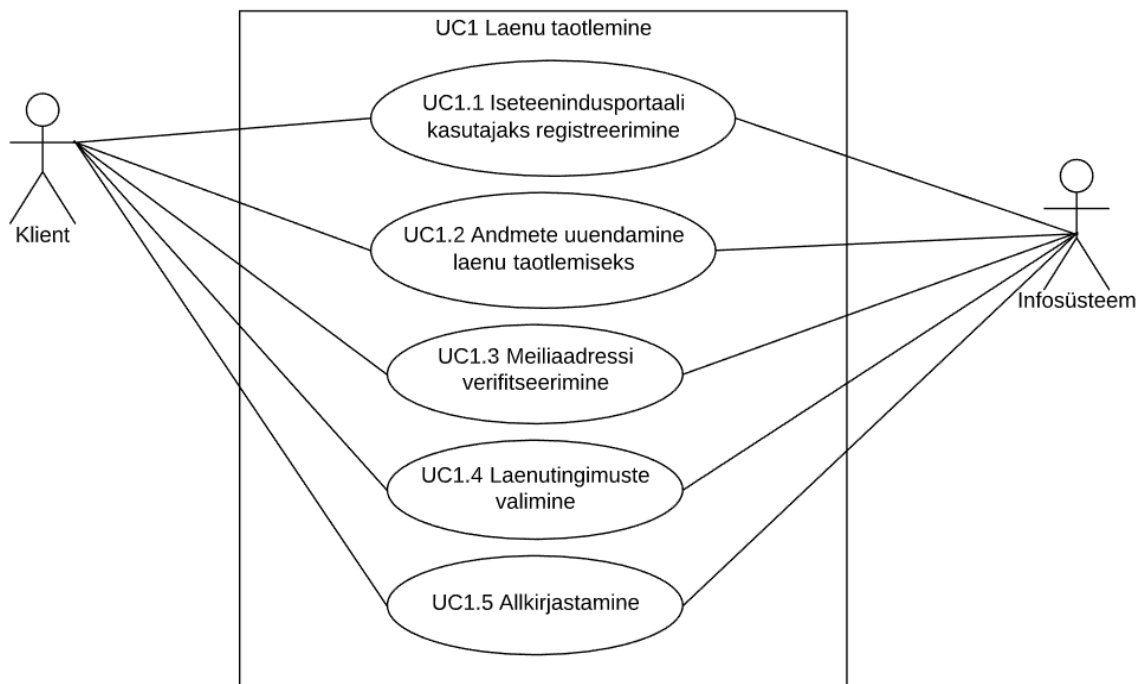 UC1 Laenu taotlemine
UC1.1 Iseteenindusportaali
kasutajaks registreerimine
Klient
UC1.2 Andmete uuendamine
laenu taotlemiseks
Infosüsteem
UC1.3 Meiliaadressi
verifitseerimine
UC1.4 Laenutingimuste
valimine
UC1.5 Allkirjastamine